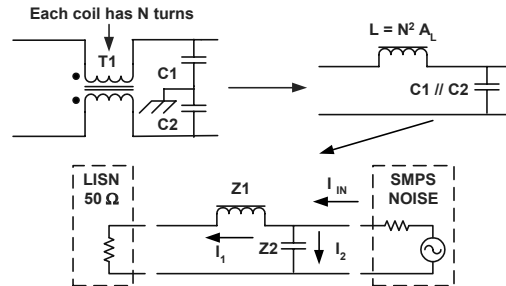 Each coil has N turns
T1
C1
C2
L = N² A_L
C1 // C2
LISN
50 Ω
Z1
I_IN
SMPS
NOISE
I_1
Z2
I_2